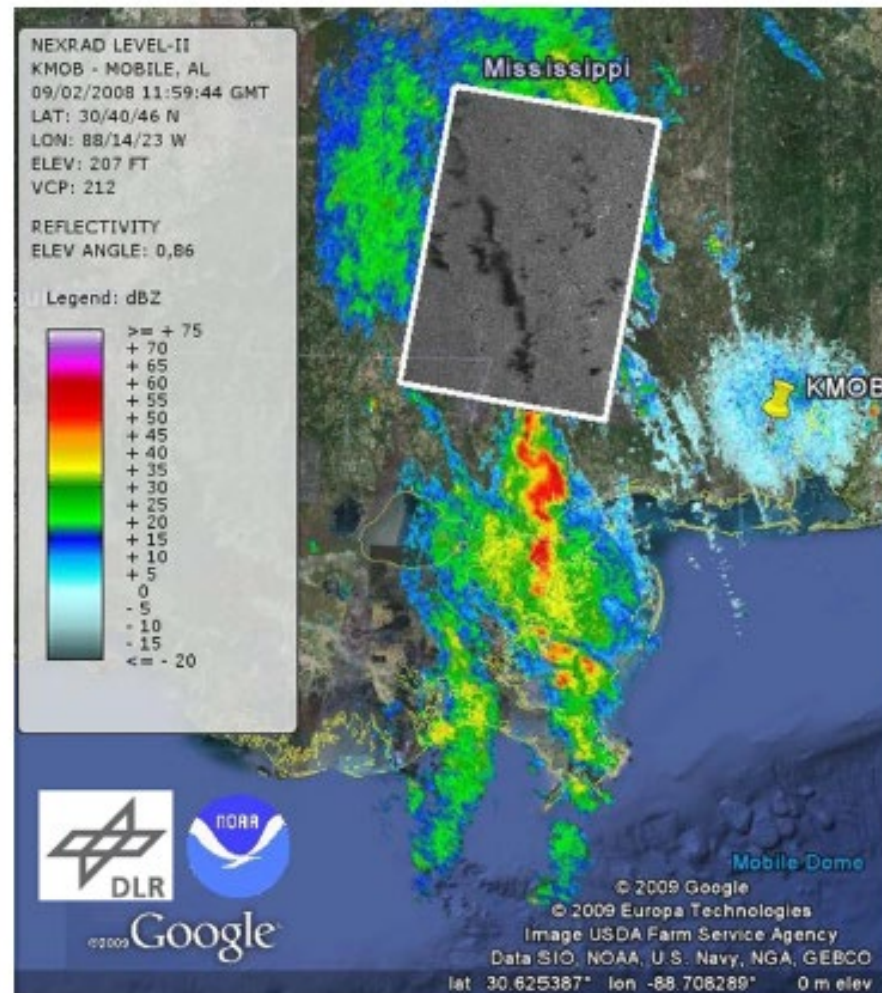 NEXRAD LEVEL-II
KMOB - MOBILE, AL
09/02/2008 11:59:44 GMT
LAT: 30/40/46 N
LON: 88/14/23 W
ELEV: 207 FT
VCP: 212
REFLECTIVITY
ELEV ANGLE: 0,86
Legend: dBZ
>= + 75
+ 70
+ 65
+ 60
+ 55
+ 50
+ 45
+ 40
+ 35
+ 30
+ 25
+ 20
+ 15
+ 10
+ 5
0
- 5
- 10
- 15
<= - 20
Mississippi
KMOB
DLR
NOAA
©2009 Google
Mobile Dome
© 2009 Google
© 2009 Europa Technologies
Image USDA Farm Service Agency
Data SIO, NOAA, U.S. Navy, NGA, GEBCO
lat 30.625387° lon -88.708289° 0 m elev